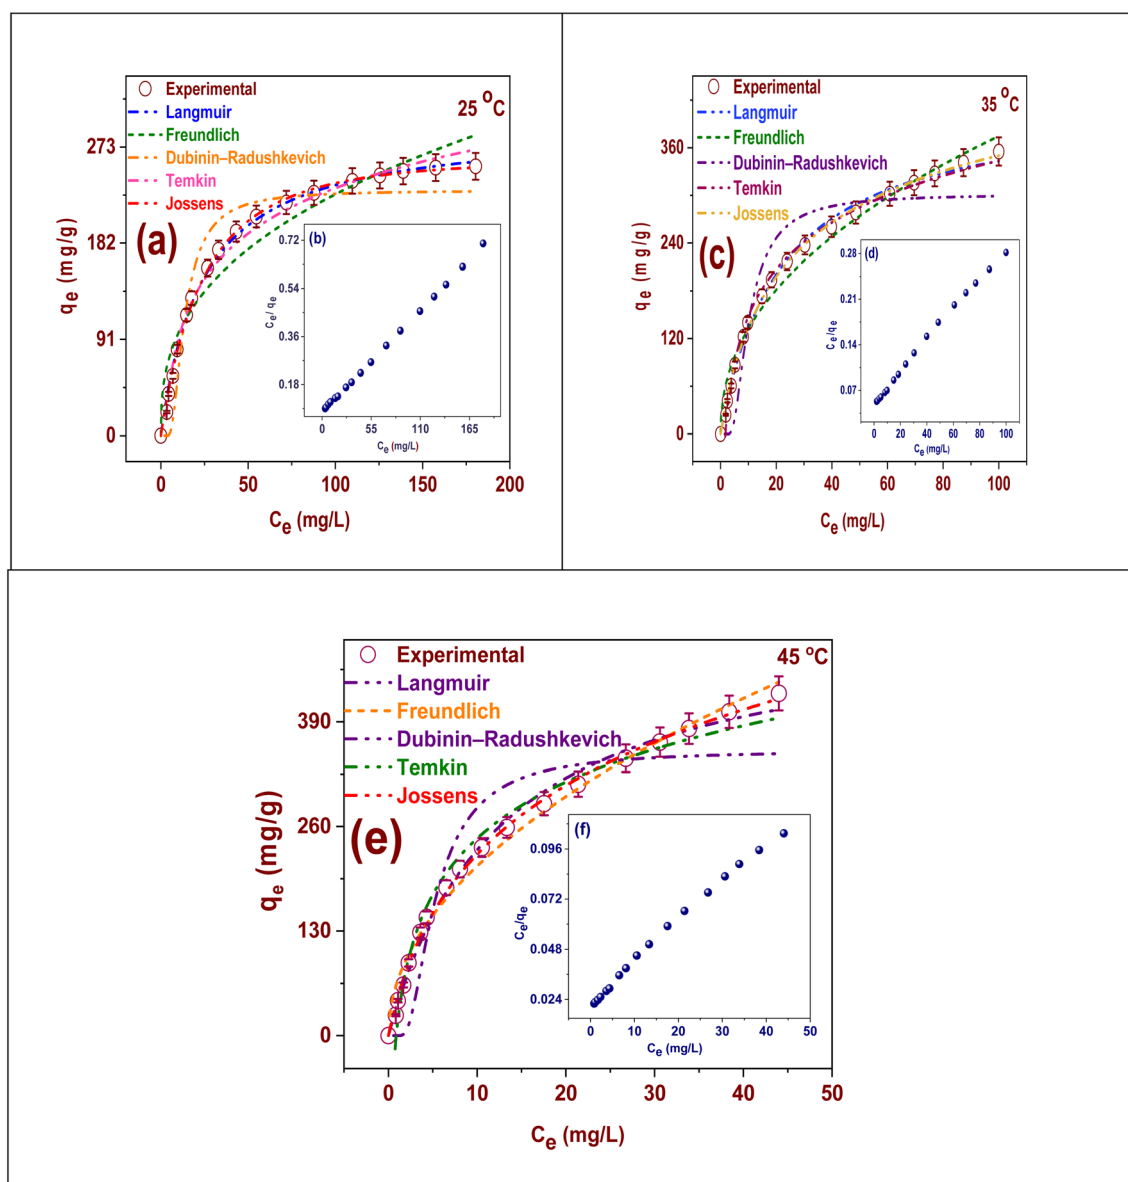 Experimental
25 °C
Langmuir
Freundlich
Dubinin–Radushkevich
Temkin
Jossens
(a)
273
182
91
0
qe (mg/g)
0
50
100
150
200
Ce (mg/L)
(b)
0.72
0.54
0.36
0.18
Ce/ qe
0
55
110
165
Ce (mg/L)
Experimental
35 °C
Langmuir
Freundlich
Dubinin–Radushkevich
Temkin
Jossens
(c)
360
240
120
0
qe (mg/g)
0
20
40
60
80
100
Ce (mg/L)
(d)
0.28
0.21
0.14
0.07
Ce/qe
0
20
40
60
80
100
Ce (mg/L)
Experimental
45 °C
Langmuir
Freundlich
Dubinin–Radushkevich
Temkin
Jossens
(e)
390
260
130
0
qe (mg/g)
0
10
20
30
40
50
Ce (mg/L)
(f)
0.096
0.072
0.048
0.024
Ce/qe
0
10
20
30
40
50
Ce (mg/L)